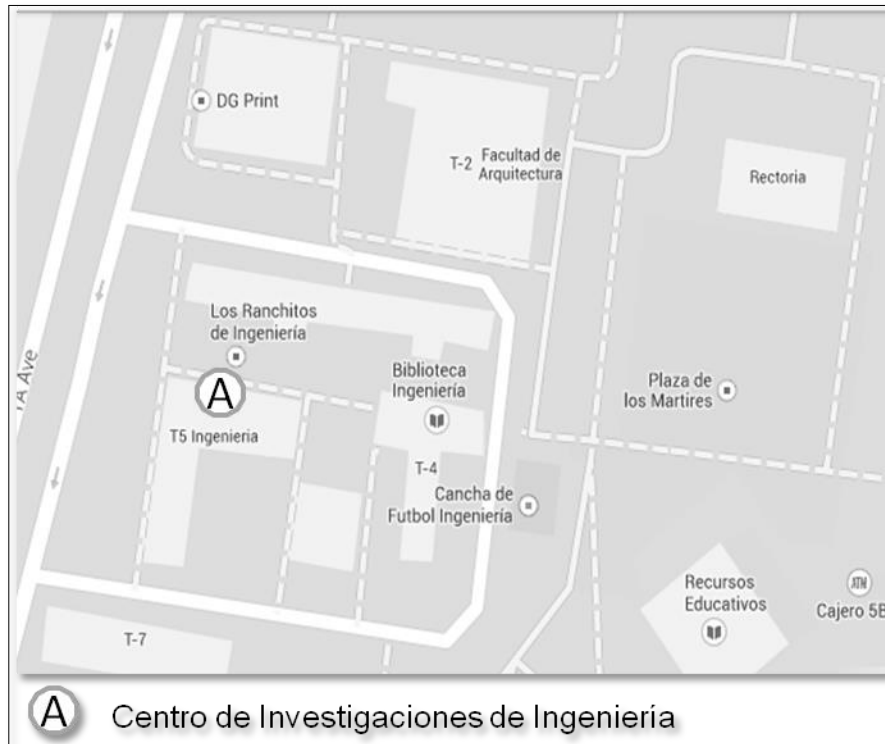 DG Print
T-2
Facultad de
Arquitectura
Rectoria
Los Ranchitos
de Ingeniería
Biblioteca
Ingeniería
Plaza de
los Martires
A
T5 Ingenieria
T-4
Cancha de
Futbol Ingeniería
Recursos
Educativos
ATM
Cajero 5B
T-7
A Centro de Investigaciones de Ingeniería